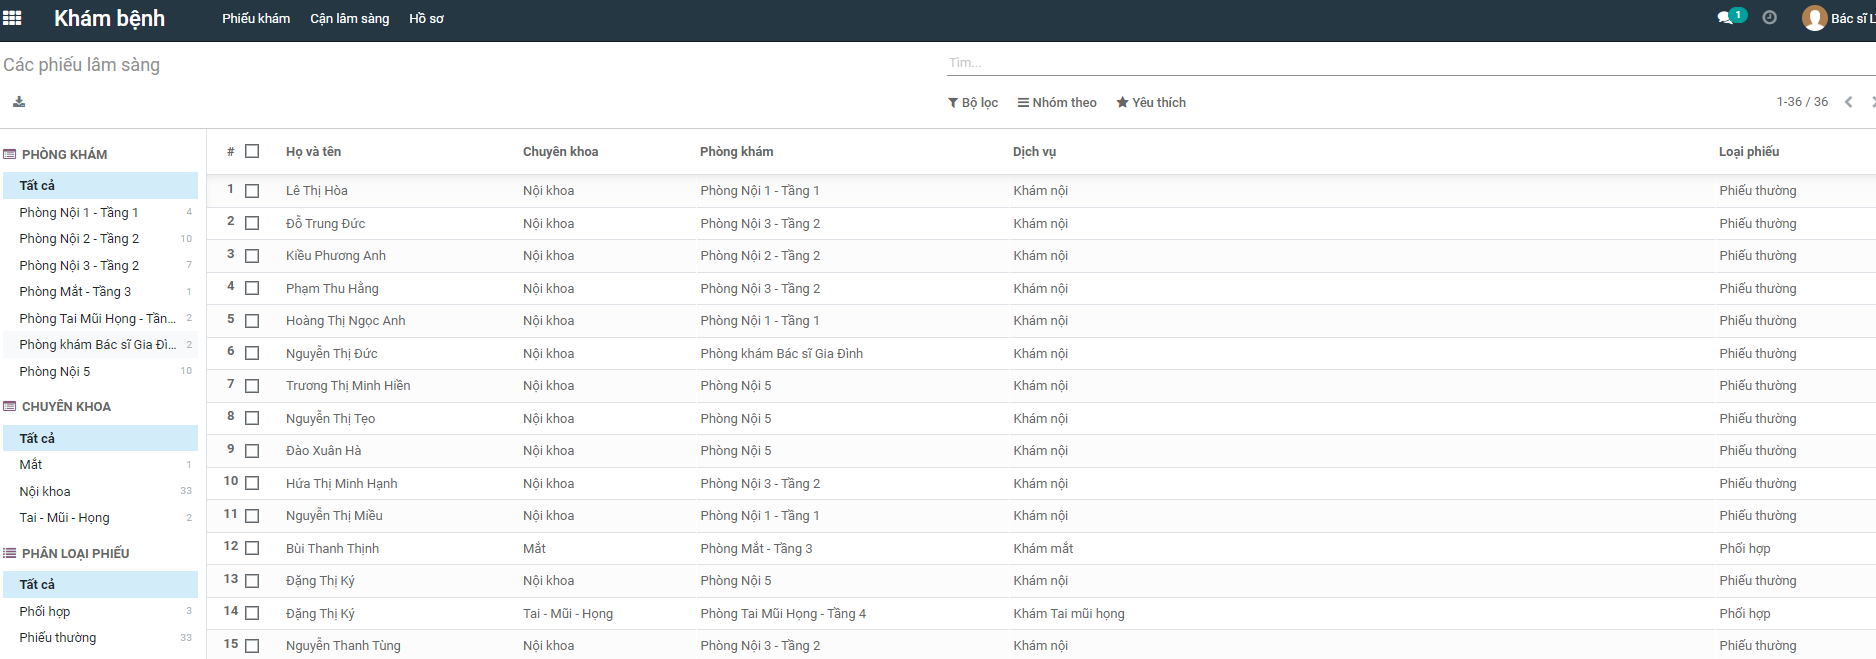 Khám bệnh Phiếu khám Cận lâm sàng Hồ sơ 1 Bác sĩ L
Các phiếu lâm sàng
Tìm...
Bộ lọc Nhóm theo Yêu thích 1-36 / 36
PHÒNG KHÁM
Tất cả
Phòng Nội 1 - Tầng 1 4
Phòng Nội 2 - Tầng 2 10
Phòng Nội 3 - Tầng 2 7
Phòng Mắt - Tầng 3 1
Phòng Tai Mũi Họng - Tần... 2
Phòng khám Bác sĩ Gia Đì... 2
Phòng Nội 5 10
CHUYÊN KHOA
Tất cả
Mắt 1
Nội khoa 33
Tai - Mũi - Họng 2
PHÂN LOẠI PHIẾU
Tất cả
Phối hợp 3
Phiếu thường 33
# Họ và tên Chuyên khoa Phòng khám Dịch vụ Loại phiếu
1 Lê Thị Hòa Nội khoa Phòng Nội 1 - Tầng 1 Khám nội Phiếu thường
2 Đỗ Trung Đức Nội khoa Phòng Nội 3 - Tầng 2 Khám nội Phiếu thường
3 Kiều Phương Anh Nội khoa Phòng Nội 2 - Tầng 2 Khám nội Phiếu thường
4 Phạm Thu Hằng Nội khoa Phòng Nội 3 - Tầng 2 Khám nội Phiếu thường
5 Hoàng Thị Ngọc Anh Nội khoa Phòng Nội 1 - Tầng 1 Khám nội Phiếu thường
6 Nguyễn Thị Đức Nội khoa Phòng khám Bác sĩ Gia Đình Khám nội Phiếu thường
7 Trương Thị Minh Hiền Nội khoa Phòng Nội 5 Khám nội Phiếu thường
8 Nguyễn Thị Tẹo Nội khoa Phòng Nội 5 Khám nội Phiếu thường
9 Đào Xuân Hà Nội khoa Phòng Nội 5 Khám nội Phiếu thường
10 Hứa Thị Minh Hạnh Nội khoa Phòng Nội 3 - Tầng 2 Khám nội Phiếu thường
11 Nguyễn Thị Miều Nội khoa Phòng Nội 1 - Tầng 1 Khám nội Phiếu thường
12 Bùi Thanh Thịnh Mắt Phòng Mắt - Tầng 3 Khám mắt Phối hợp
13 Đặng Thị Ký Nội khoa Phòng Nội 5 Khám nội Phiếu thường
14 Đặng Thị Ký Tai - Mũi - Họng Phòng Tai Mũi Họng - Tầng 4 Khám Tai mũi họng Phối hợp
15 Nguyễn Thanh Tùng Nội khoa Phòng Nội 3 - Tầng 2 Khám nội Phiếu thường